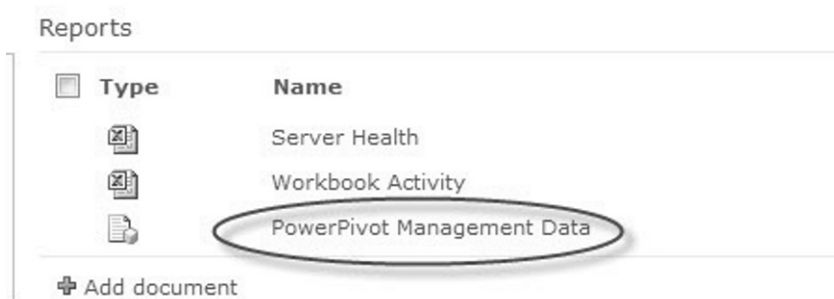 Reports
Type Name
Server Health
Workbook Activity
PowerPivot Management Data
Add document